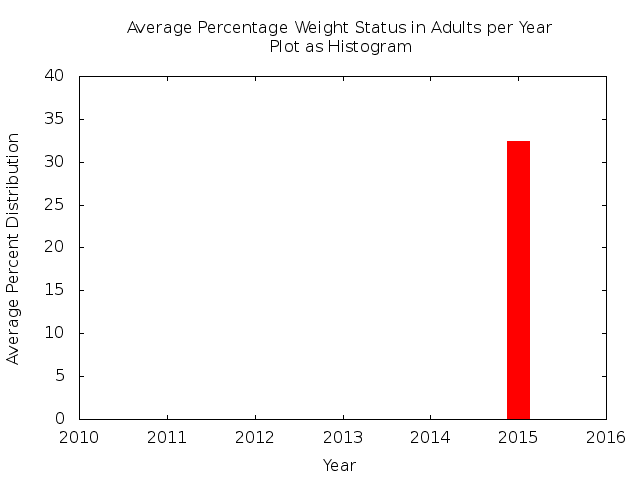 Average Percentage Weight Status in Adults per Year
Plot as Histogram
40
35
30
25
20
15
10
5
0
Average Percent Distribution
2010 2011 2012 2013 2014 2015 2016
Year